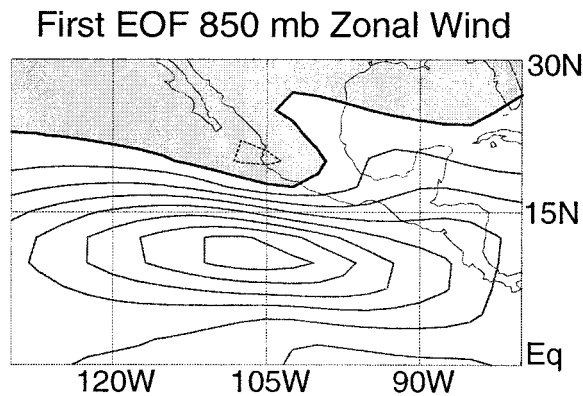 First EOF 850 mb Zonal Wind
30N
15N
Eq
120W 105W 90W